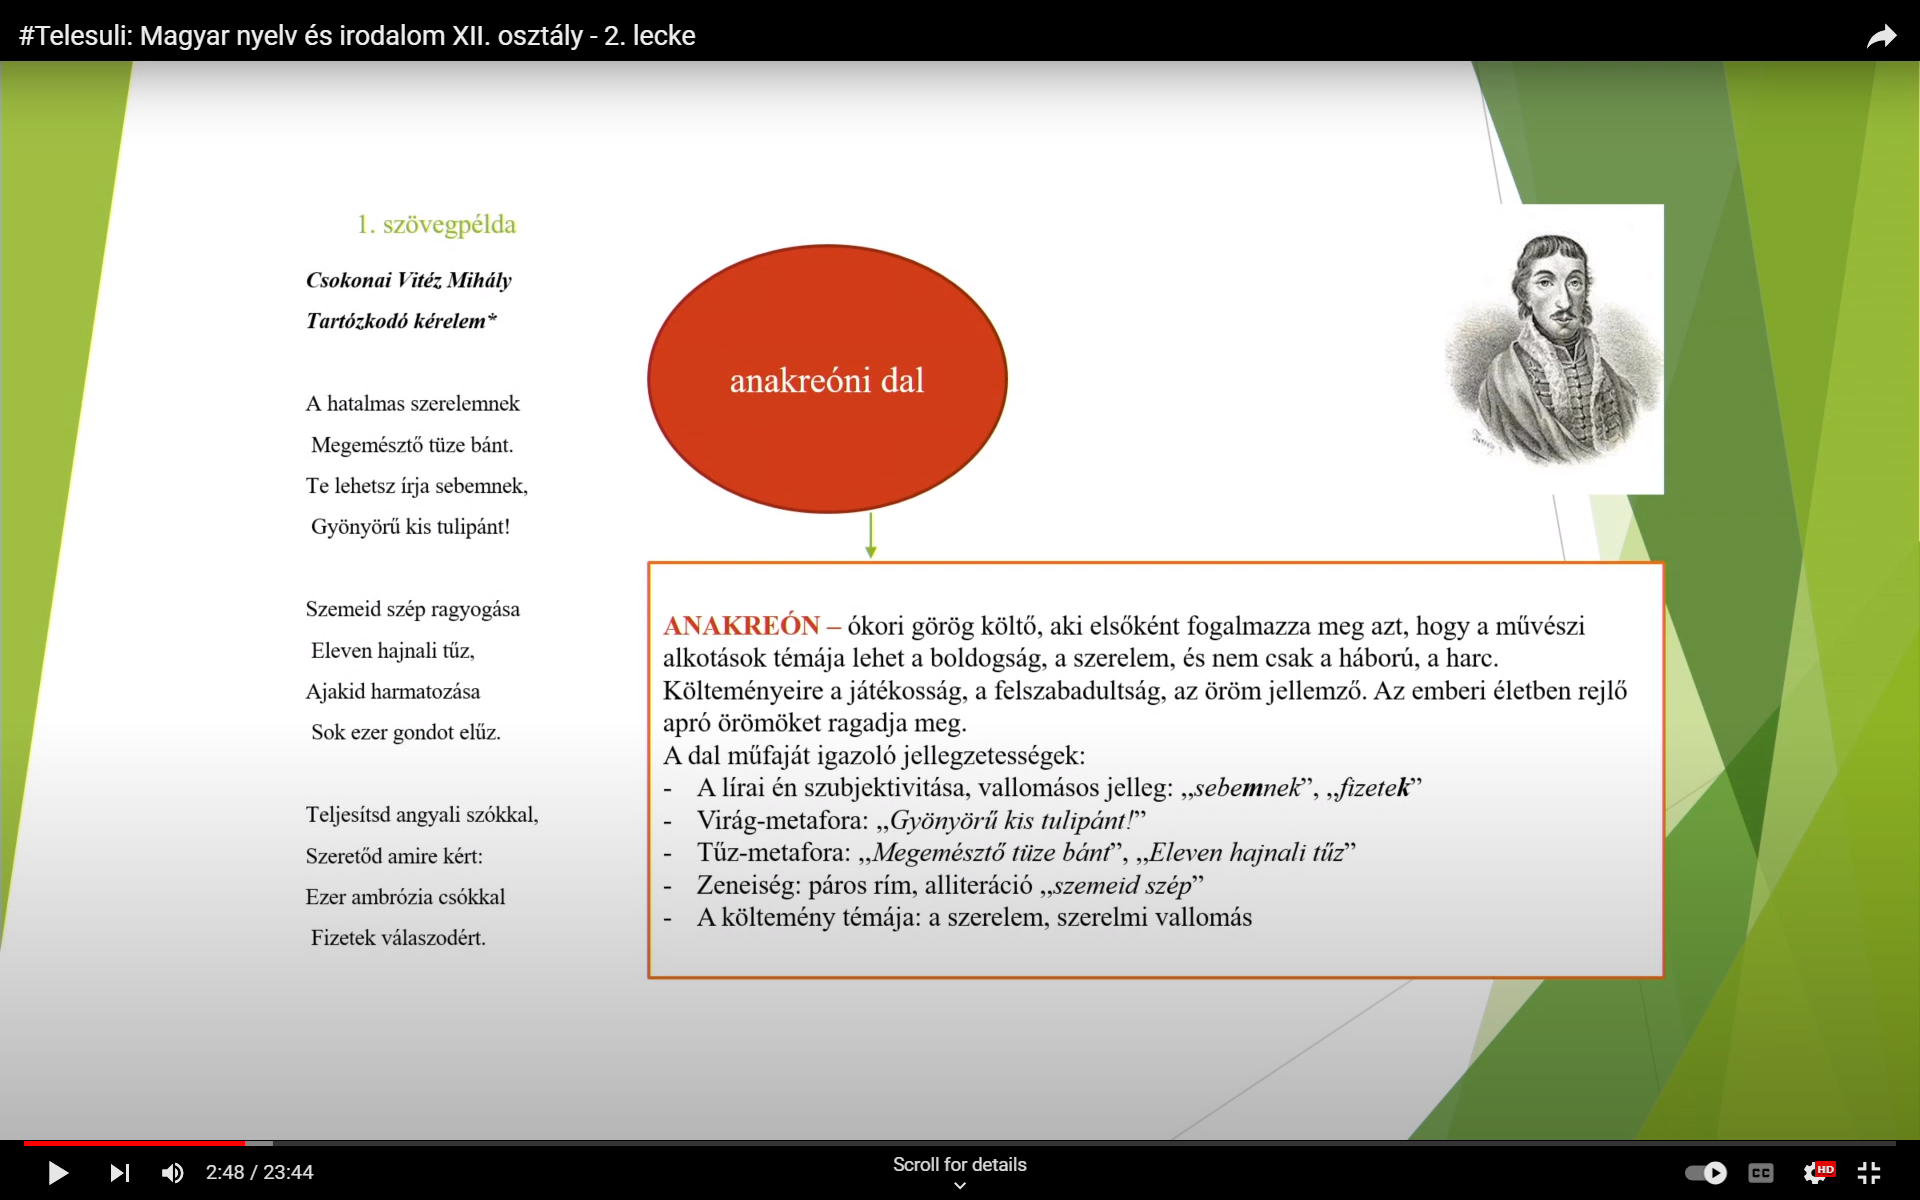 #Telesuli: Magyar nyelv és irodalom XII. osztály - 2. lecke
1. szövegpélda
Csokonai Vitéz Mihály
Tartózkodó kérelem*
A hatalmas szerelemnek
Megemésztő tüze bánt.
Te lehetsz írja sebemnek,
Gyönyörű kis tulipánt!
Szemeid szép ragyogása
Eleven hajnali tűz,
Ajakid harmatozása
Sok ezer gondot elűz.
Teljesítsd angyali szókkal,
Szeretőd amire kért:
Ezer ambrózia csókkal
Fizetek válaszodért.
anakreóni dal
ANAKREÓN – ókori görög költő, aki elsőként fogalmazza meg azt, hogy a művészi
alkotások témája lehet a boldogság, a szerelem, és nem csak a háború, a harc.
Költeményeire a játékosság, a felszabadultság, az öröm jellemző. Az emberi életben rejlő
apró örömöket ragadja meg.
A dal műfaját igazoló jellegzetességek:
- A lírai én szubjektivitása, vallomásos jelleg: „sebemnek”, „fizetek”
- Virág-metafora: „Gyönyörű kis tulipánt!”
- Tűz-metafora: „Megemésztő tüze bánt”, „Eleven hajnali tűz”
- Zeneiség: páros rím, alliteráció „szemeid szép”
- A költemény témája: a szerelem, szerelmi vallomás
2:48 / 23:44
Scroll for details
CC
HD